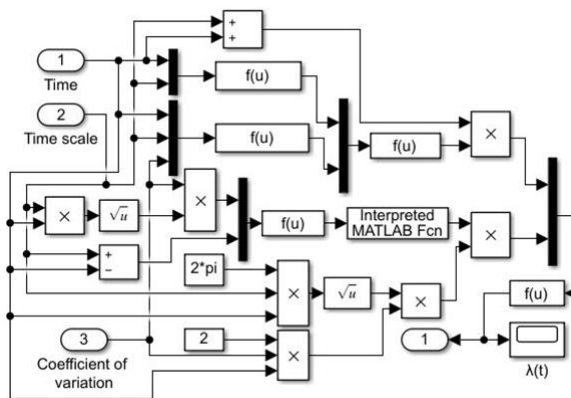 +
+
1
Time
f(u)
2
Time scale
f(u)
f(u)
×
×
×
√u
f(u)
Interpreted
MATLAB Fcn
×
+
−
2*pi
×
√u
×
f(u)
3
Coefficient of
variation
2
×
1
λ(t)